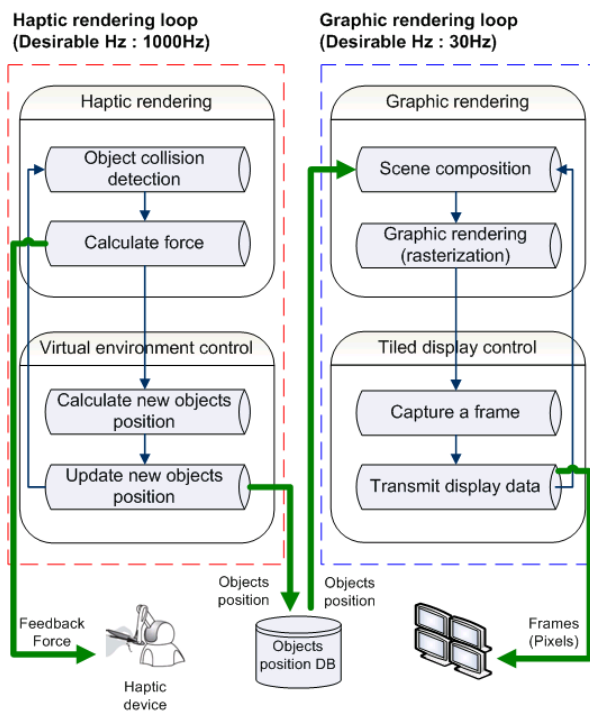 Haptic rendering loop
(Desirable Hz : 1000Hz)
Haptic rendering
Object collision
detection
Calculate force
Virtual environment control
Calculate new objects
position
Update new objects
position
Graphic rendering loop
(Desirable Hz : 30Hz)
Graphic rendering
Scene composition
Graphic rendering
(rasterization)
Tiled display control
Capture a frame
Transmit display data
Feedback
Force
Haptic
device
Objects
position
Objects
position DB
Objects
position
Frames
(Pixels)